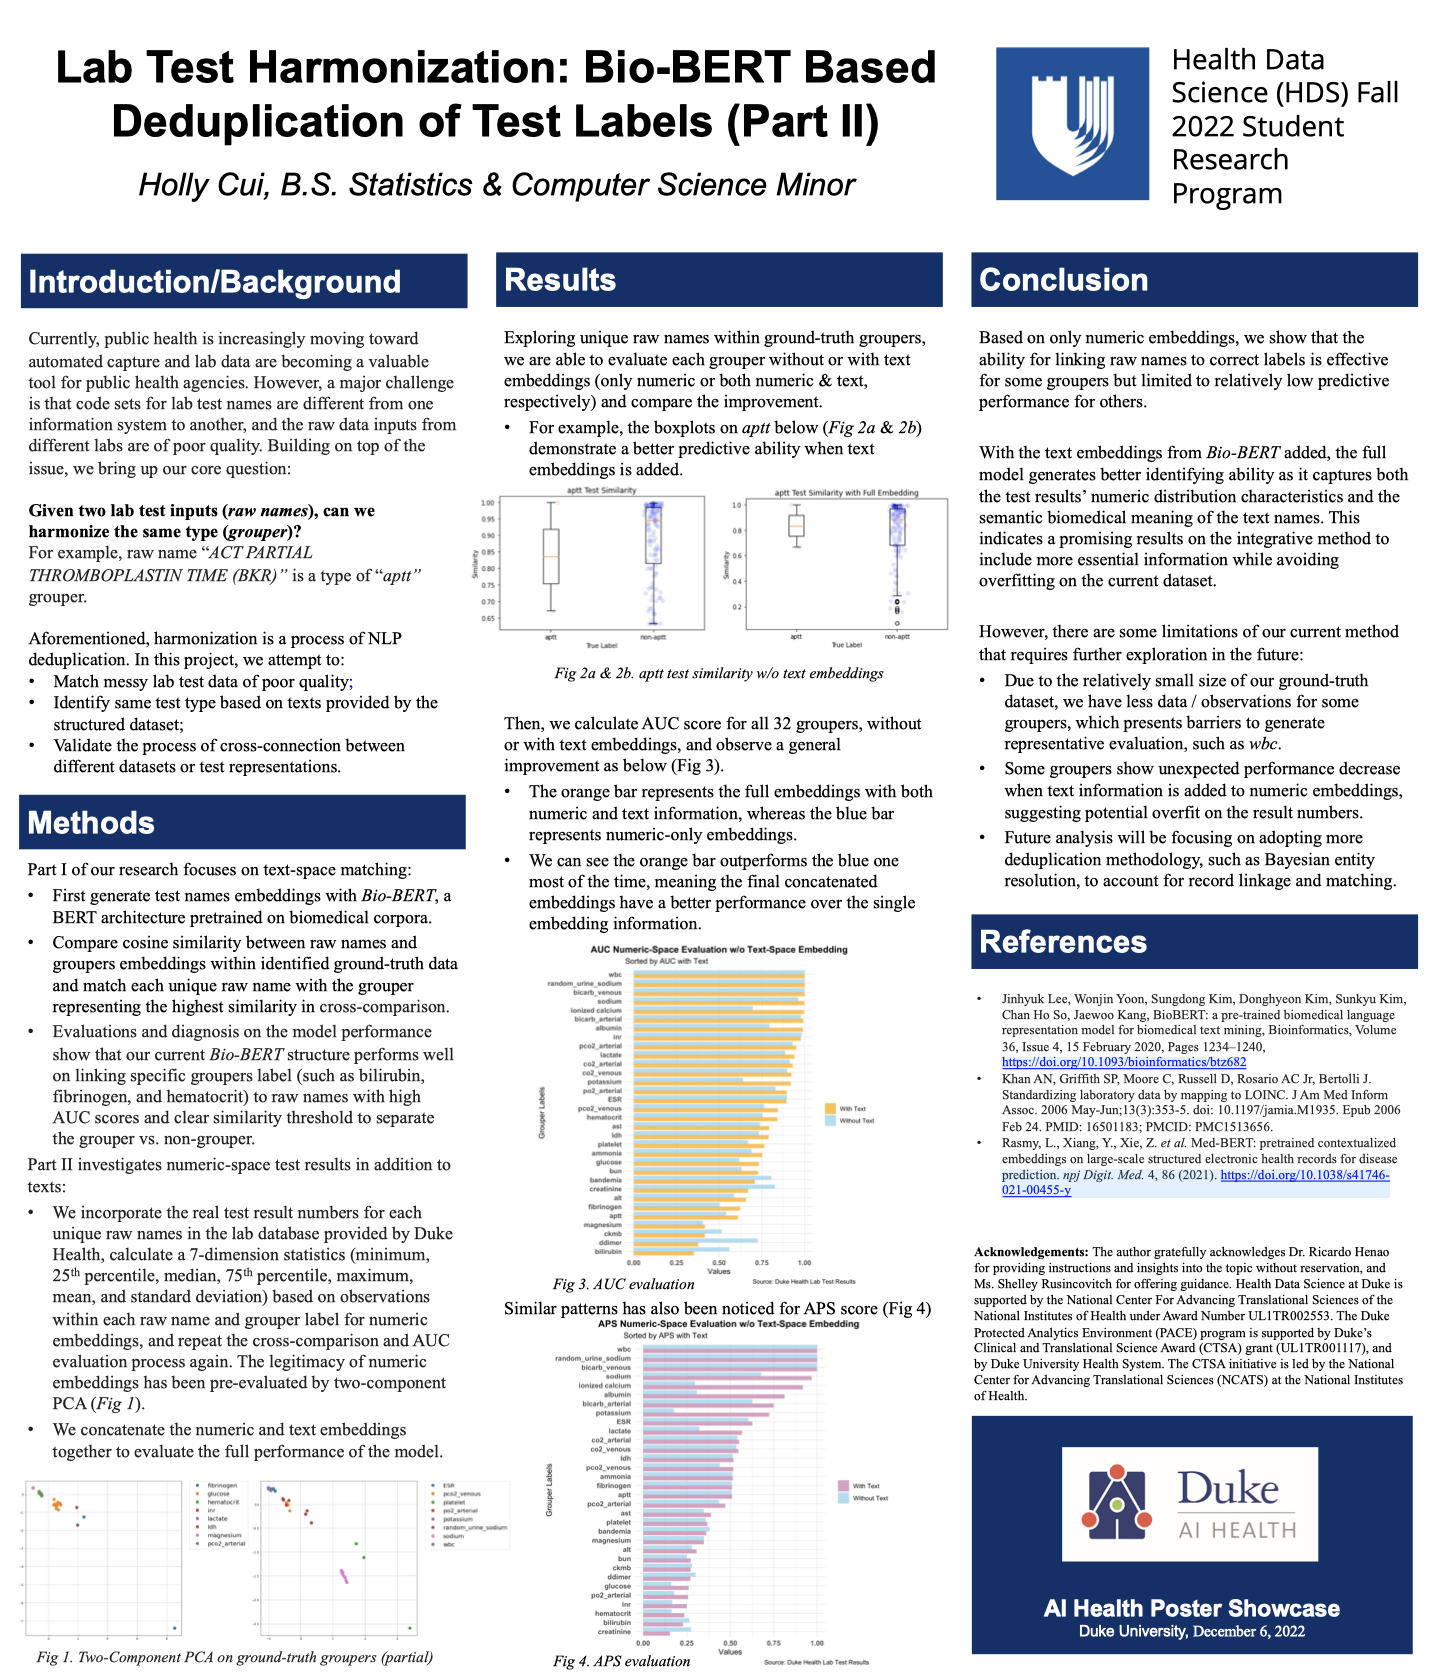 Lab Test Harmonization: Bio-BERT Based
Deduplication of Test Labels (Part II)
Holly Cui, B.S. Statistics & Computer Science Minor
Health Data
Science (HDS) Fall
2022 Student
Research
Program
Introduction/Background
Currently, public health is increasingly moving toward
automated capture and lab data are becoming a valuable
tool for public health agencies. However, a major challenge
is that code sets for lab test names are different from one
information system to another, and the raw data inputs from
different labs are of poor quality. Building on top of the
issue, we bring up our core question:
Given two lab test inputs (raw names), can we
harmonize the same type (grouper)?
For example, raw name “ACT PARTIAL
THROMBOPLASTIN TIME (BKR)” is a type of “aptt”
grouper.
Aforementioned, harmonization is a process of NLP
deduplication. In this project, we attempt to:
• Match messy lab test data of poor quality;
• Identify same test type based on texts provided by the
structured dataset;
• Validate the process of cross-connection between
different datasets or test representations.
Methods
Part I of our research focuses on text-space matching:
• First generate test names embeddings with Bio-BERT, a
BERT architecture pretrained on biomedical corpora.
• Compare cosine similarity between raw names and
groupers embeddings within identified ground-truth data
and match each unique raw name with the grouper
representing the highest similarity in cross-comparison.
• Evaluations and diagnosis on the model performance
show that our current Bio-BERT structure performs well
on linking specific groupers label (such as bilirubin,
fibrinogen, and hematocrit) to raw names with high
AUC scores and clear similarity threshold to separate
the grouper vs. non-grouper.
Part II investigates numeric-space test results in addition to
texts:
• We incorporate the real test result numbers for each
unique raw names in the lab database provided by Duke
Health, calculate a 7-dimension statistics (minimum,
25th percentile, median, 75th percentile, maximum,
mean, and standard deviation) based on observations
within each raw name and grouper label for numeric
embeddings, and repeat the cross-comparison and AUC
evaluation process again. The legitimacy of numeric
embeddings has been pre-evaluated by two-component
PCA (Fig 1).
• We concatenate the numeric and text embeddings
together to evaluate the full performance of the model.
fibrinogen
glucose
hematocrit
inr
lactate
ldh
magnesium
pco2_arterial
ESR
pco2_venous
platelet
po2_arterial
potassium
random_urine_sodium
sodium
wbc
Fig 1. Two-Component PCA on ground-truth groupers (partial)
Results
Exploring unique raw names within ground-truth groupers,
we are able to evaluate each grouper without or with text
embeddings (only numeric or both numeric & text,
respectively) and compare the improvement.
• For example, the boxplots on aptt below (Fig 2a & 2b)
demonstrate a better predictive ability when text
embeddings is added.
aptt Test Similarity
1.00
0.95
0.90
0.85
0.80
0.75
0.70
0.65
Similarity
aptt non-aptt
True Label
aptt Test Similarity with Full Embedding
1.0
0.8
0.6
0.4
0.2
Similarity
aptt non-aptt
True Label
Fig 2a & 2b. aptt test similarity w/o text embeddings
Then, we calculate AUC score for all 32 groupers, without
or with text embeddings, and observe a general
improvement as below (Fig 3).
• The orange bar represents the full embeddings with both
numeric and text information, whereas the blue bar
represents numeric-only embeddings.
• We can see the orange bar outperforms the blue one
most of the time, meaning the final concatenated
embeddings have a better performance over the single
embedding information.
AUC Numeric-Space Evaluation w/o Text-Space Embedding
Sorted by AUC with Text
wbc
random_urine_sodium
bicarb_venous
sodium
ionized calcium
bicarb_arterial
albumin
inr
pco2_arterial
lactate
co2_arterial
co2_venous
potassium
po2_arterial
ESR
pco2_venous
hematocrit
ast
ldh
platelet
ammonia
glucose
bun
bandemia
creatinine
alt
fibrinogen
aptt
magnesium
ckmb
ddimer
bilirubin
Grouper Labels
With Text
Without Text
0.00 0.25 0.50 0.75 1.00
Values
Source: Duke Health Lab Test Results
Fig 3. AUC evaluation
Similar patterns has also been noticed for APS score (Fig 4)
APS Numeric-Space Evaluation w/o Text-Space Embedding
Sorted by APS with Text
wbc
random_urine_sodium
bicarb_venous
sodium
ionized calcium
albumin
bicarb_arterial
potassium
ESR
lactate
co2_arterial
co2_venous
ldh
pco2_venous
ammonia
fibrinogen
aptt
pco2_arterial
ast
platelet
bandemia
magnesium
alt
bun
ckmb
ddimer
glucose
po2_arterial
inr
hematocrit
bilirubin
creatinine
Grouper Labels
With Text
Without Text
0.00 0.25 0.50 0.75 1.00
Values
Source: Duke Health Lab Test Results
Fig 4. APS evaluation
Conclusion
Based on only numeric embeddings, we show that the
ability for linking raw names to correct labels is effective
for some groupers but limited to relatively low predictive
performance for others.
With the text embeddings from Bio-BERT added, the full
model generates better identifying ability as it captures both
the test results’ numeric distribution characteristics and the
semantic biomedical meaning of the text names. This
indicates a promising results on the integrative method to
include more essential information while avoiding
overfitting on the current dataset.
However, there are some limitations of our current method
that requires further exploration in the future:
• Due to the relatively small size of our ground-truth
dataset, we have less data / observations for some
groupers, which presents barriers to generate
representative evaluation, such as wbc.
• Some groupers show unexpected performance decrease
when text information is added to numeric embeddings,
suggesting potential overfit on the result numbers.
• Future analysis will be focusing on adopting more
deduplication methodology, such as Bayesian entity
resolution, to account for record linkage and matching.
References
• Jinhyuk Lee, Wonjin Yoon, Sungdong Kim, Donghyeon Kim, Sunkyu Kim,
Chan Ho So, Jaewoo Kang, BioBERT: a pre-trained biomedical language
representation model for biomedical text mining, Bioinformatics, Volume
36, Issue 4, 15 February 2020, Pages 1234–1240,
https://doi.org/10.1093/bioinformatics/btz682
• Khan AN, Griffith SP, Moore C, Russell D, Rosario AC Jr, Bertolli J.
Standardizing laboratory data by mapping to LOINC. J Am Med Inform
Assoc. 2006 May-Jun;13(3):353-5. doi: 10.1197/jamia.M1935. Epub 2006
Feb 24. PMID: 16501183; PMCID: PMC1513656.
• Rasmy, L., Xiang, Y., Xie, Z. et al. Med-BERT: pretrained contextualized
embeddings on large-scale structured electronic health records for disease
prediction. npj Digit. Med. 4, 86 (2021). https://doi.org/10.1038/s41746-
021-00455-y
Acknowledgements: The author gratefully acknowledges Dr. Ricardo Henao
for providing instructions and insights into the topic without reservation, and
Ms. Shelley Rusincovitch for offering guidance. Health Data Science at Duke is
supported by the National Center For Advancing Translational Sciences of the
National Institutes of Health under Award Number UL1TR002553. The Duke
Protected Analytics Environment (PACE) program is supported by Duke’s
Clinical and Translational Science Award (CTSA) grant (UL1TR001117), and
by Duke University Health System. The CTSA initiative is led by the National
Center for Advancing Translational Sciences (NCATS) at the National Institutes
of Health.
Duke
AI HEALTH
AI Health Poster Showcase
Duke University, December 6, 2022